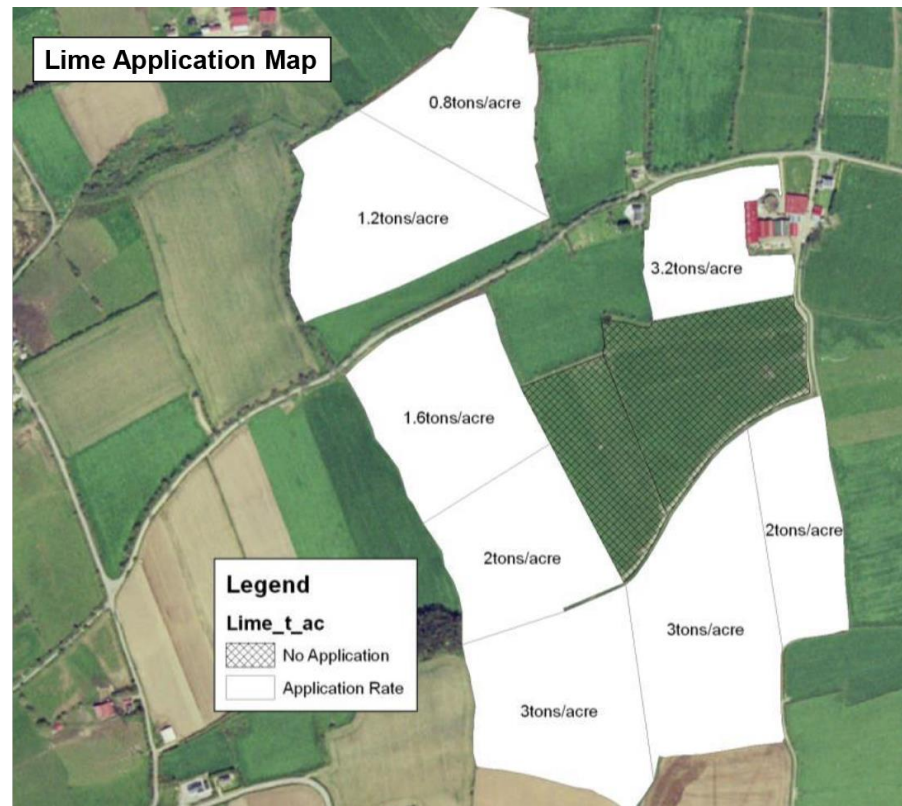 Lime Application Map
0.8tons/acre
1.2tons/acre
3.2tons/acre
1.6tons/acre
2tons/acre
2tons/acre
3tons/acre
3tons/acre
Legend
Lime_t_ac
No Application
Application Rate